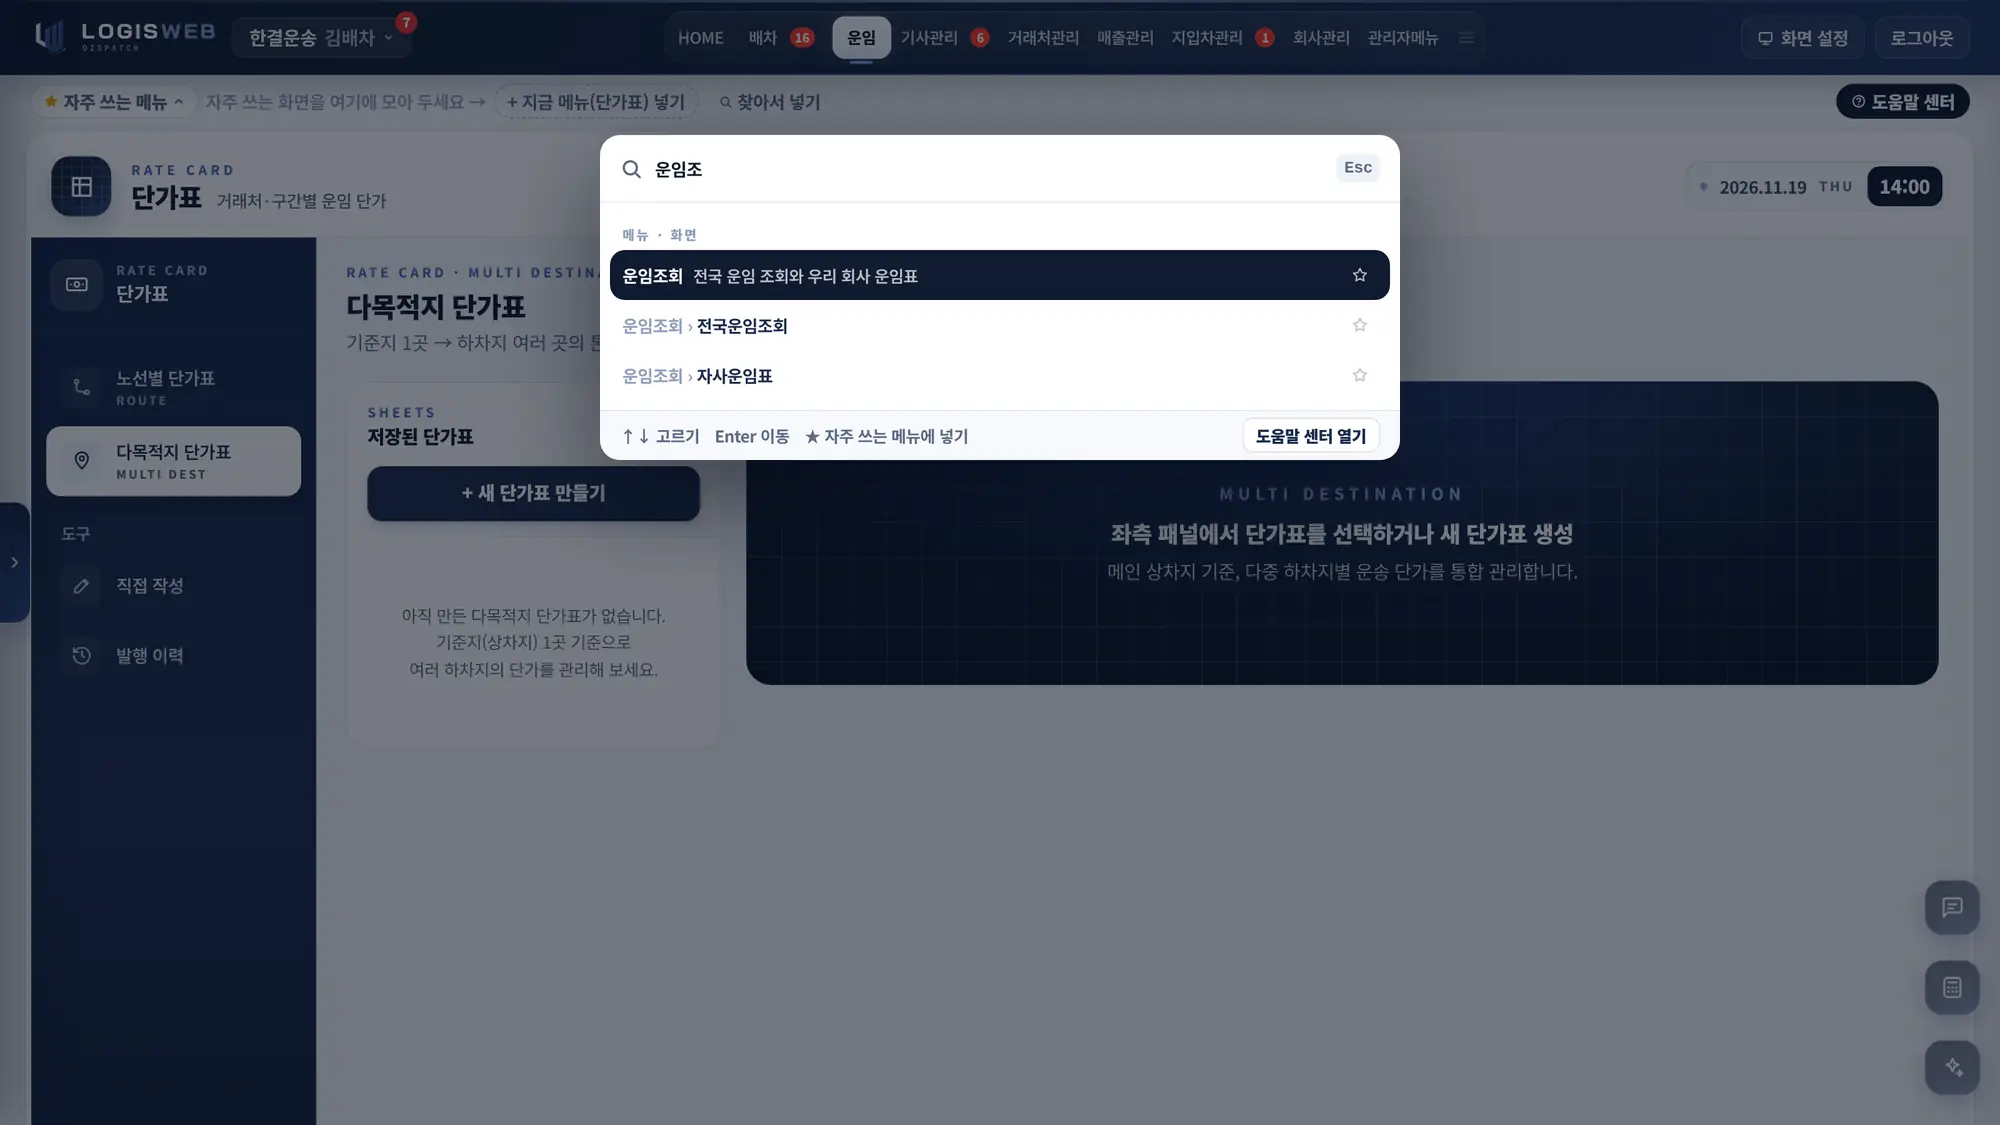 LOGISWEB
DISPATCH
한결운송 김배차
7
HOME
배차 16
운임
기사관리 6
거래처관리
매출관리
지입차관리 1
회사관리
관리자메뉴
화면 설정
로그아웃
★ 자주 쓰는 메뉴
자주 쓰는 화면을 여기에 모아 두세요 →
+ 지금 메뉴(단가표) 넣기
찾아서 넣기
도움말 센터
RATE CARD
단가표 거래처·구간별 운임 단가
2026.11.19 THU 14:00
운임조
Esc
메뉴 · 화면
운임조회 전국 운임 조회와 우리 회사 운임표
운임조회 › 전국운임조회
운임조회 › 자사운임표
↑↓ 고르기 Enter 이동 ★ 자주 쓰는 메뉴에 넣기
도움말 센터 열기
RATE CARD
단가표
노선별 단가표
ROUTE
다목적지 단가표
MULTI DEST
도구
직접 작성
발행 이력
RATE CARD · MULTI DESTINA
다목적지 단가표
기준지 1곳 → 하차지 여러 곳의
SHEETS
저장된 단가표
+ 새 단가표 만들기
아직 만든 다목적지 단가표가 없습니다.
기준지(상차지) 1곳 기준으로
여러 하차지의 단가를 관리해 보세요.
MULTI DESTINATION
좌측 패널에서 단가표를 선택하거나 새 단가표 생성
메인 상차지 기준, 다중 하차지별 운송 단가를 통합 관리합니다.